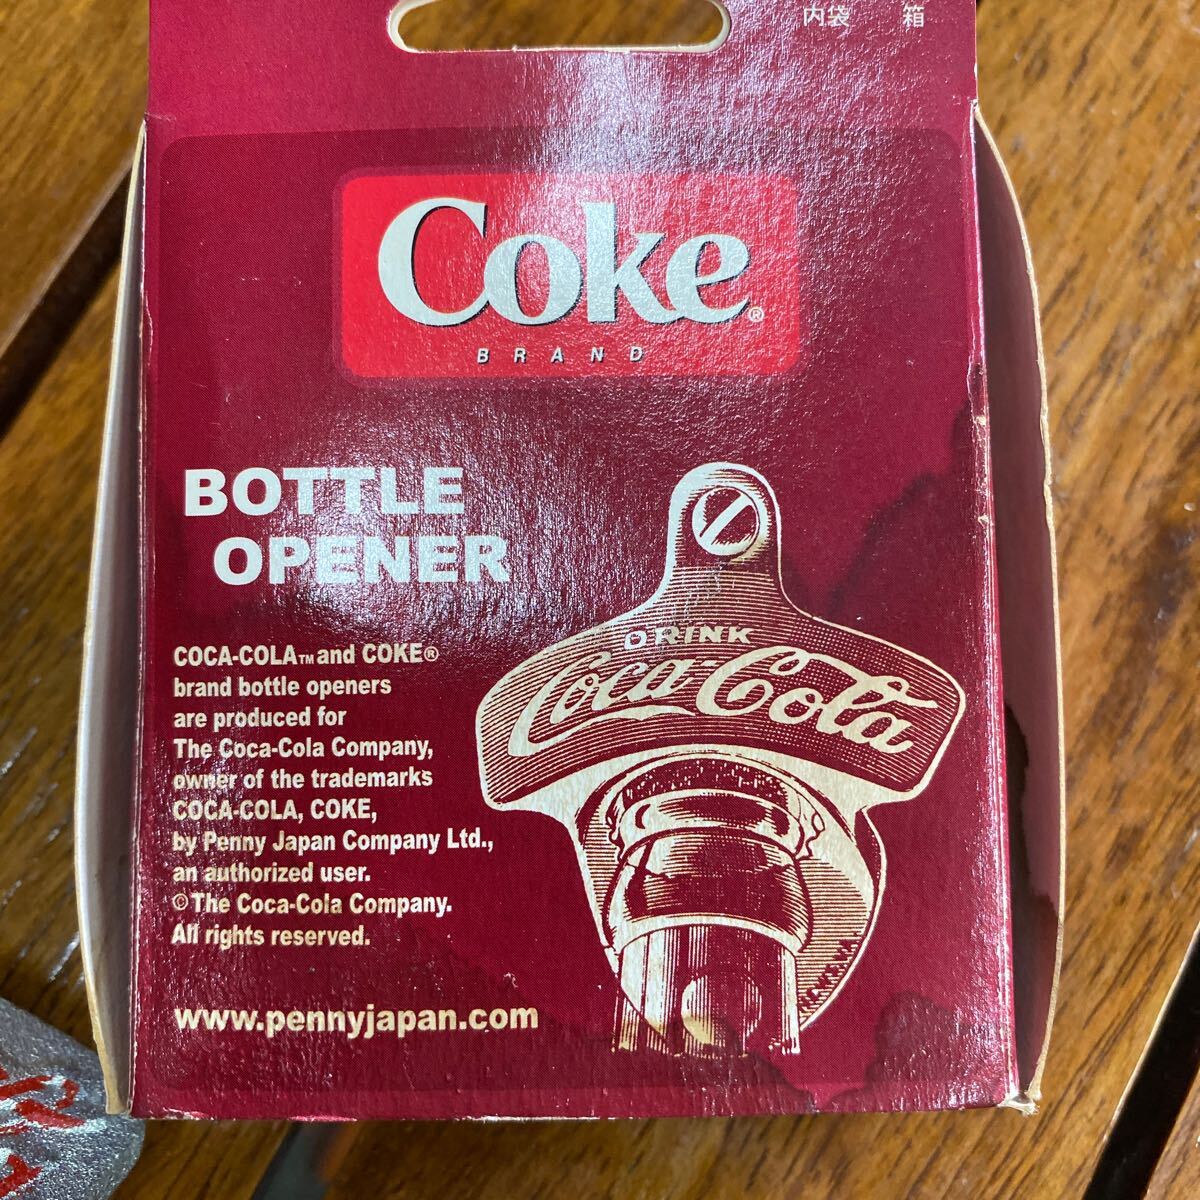 内袋 箱
Coke®
BRAND
BOTTLE
OPENER
COCA-COLA™ and COKE®
brand bottle openers
are produced for
The Coca-Cola Company,
owner of the trademarks
COCA-COLA, COKE,
by Penny Japan Company Ltd.,
an authorized user.
©The Coca-Cola Company.
All rights reserved.
www.pennyjapan.com
DRINK
Coca-Cola